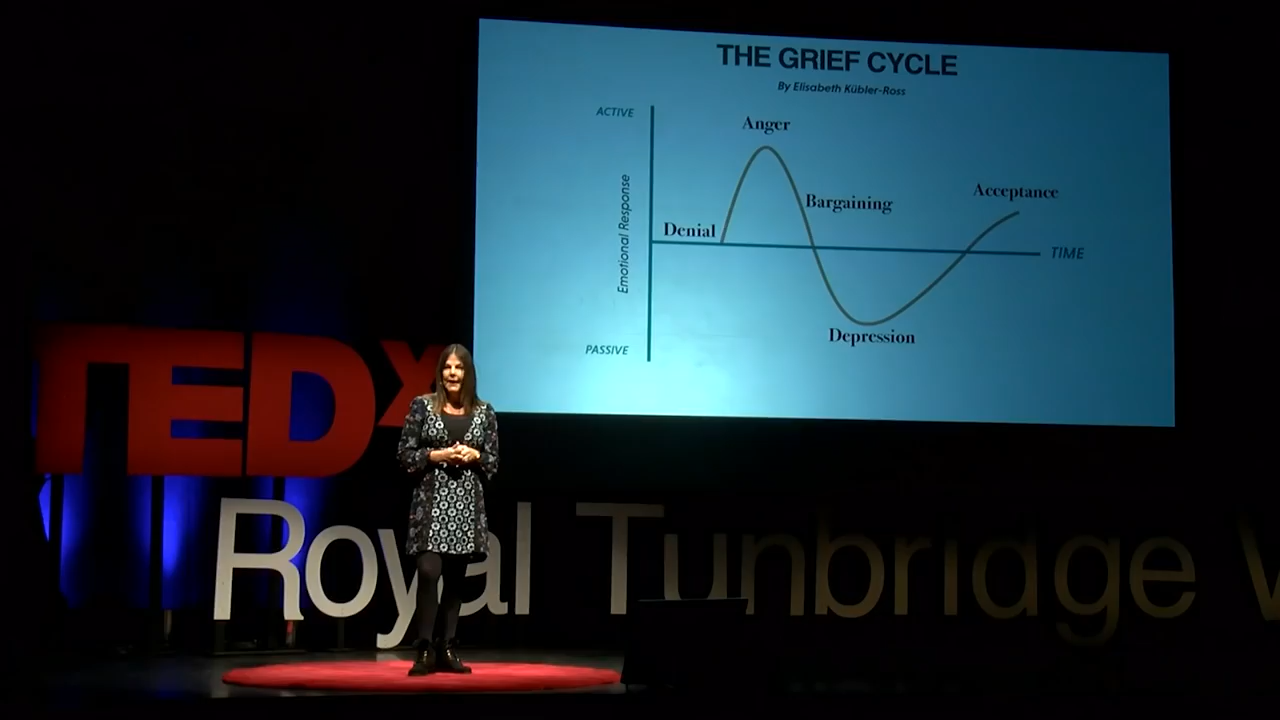 THE GRIEF CYCLE
By Elisabeth Kübler-Ross
ACTIVE
Anger
Acceptance
Bargaining
Denial
Emotional Response
TIME
Depression
PASSIVE
TEDx
Royal Tunbridge W